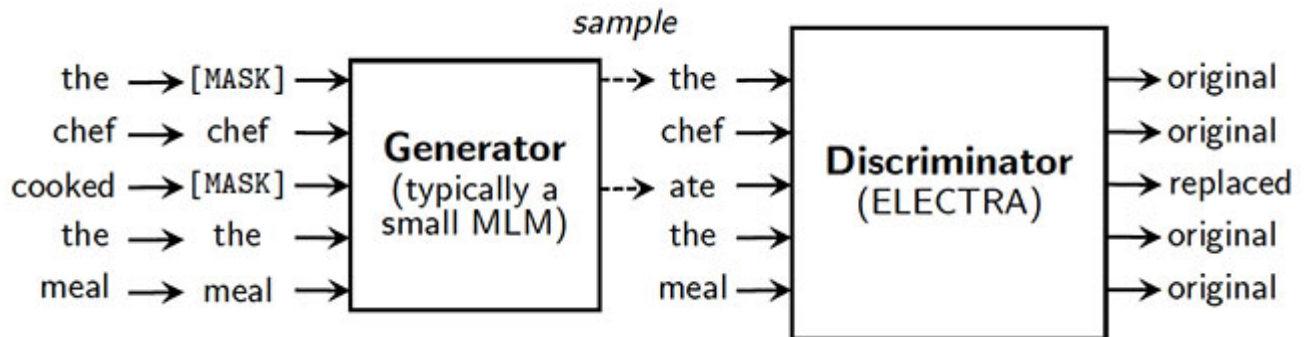 sample
the [MASK] the original
chef chef chef original
Generator
Discriminator
cooked [MASK] (typically a ate (ELECTRA) replaced
small MLM)
the the the original
meal meal meal original